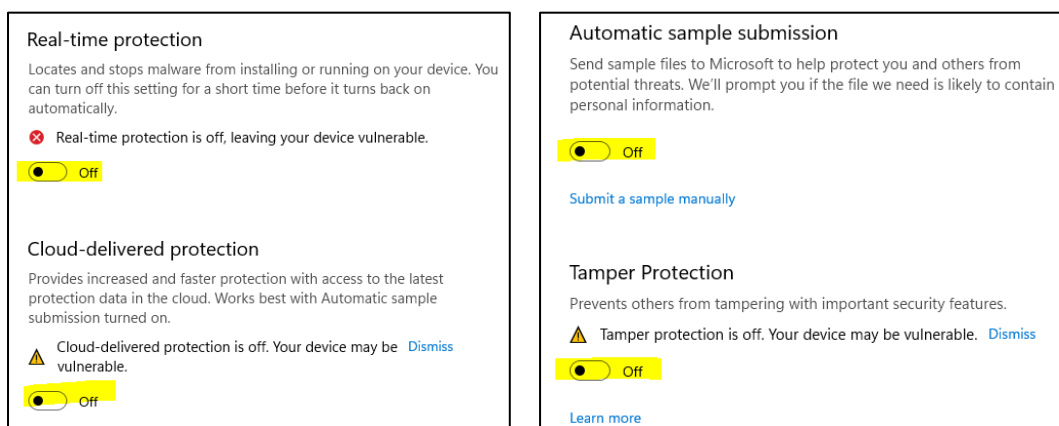 Real-time protection
Locates and stops malware from installing or running on your device. You
can turn off this setting for a short time before it turns back on
automatically.
Real-time protection is off, leaving your device vulnerable.
Off
Cloud-delivered protection
Provides increased and faster protection with access to the latest
protection data in the cloud. Works best with Automatic sample
submission turned on.
Cloud-delivered protection is off. Your device may be Dismiss
vulnerable.
Off
Automatic sample submission
Send sample files to Microsoft to help protect you and others from
potential threats. We’ll prompt you if the file we need is likely to contain
personal information.
Off
Submit a sample manually
Tamper Protection
Prevents others from tampering with important security features.
Tamper protection is off. Your device may be vulnerable. Dismiss
Off
Learn more